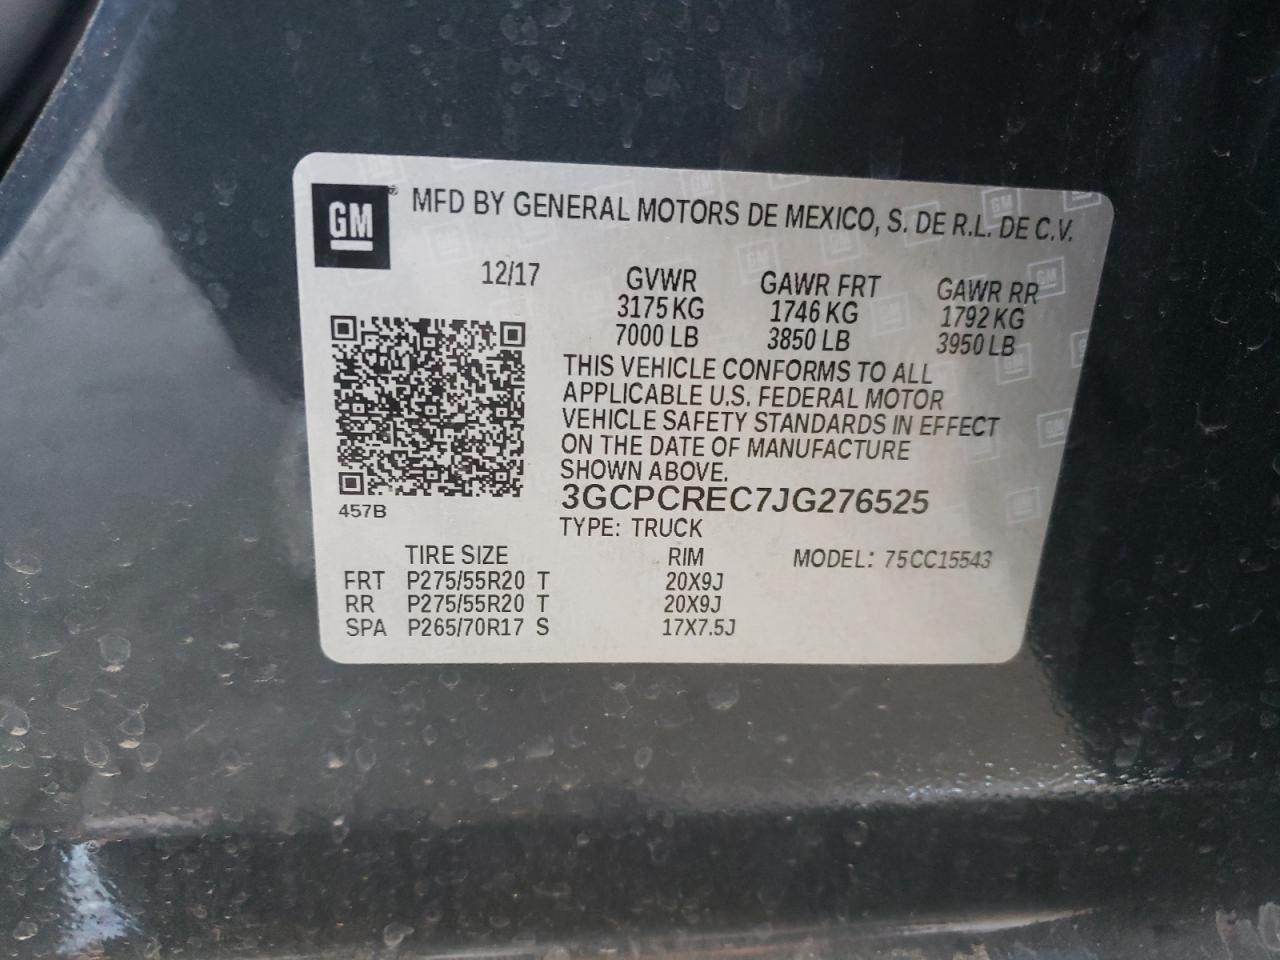 GM® MFD BY GENERAL MOTORS DE MEXICO, S. DE R.L. DE C.V.
12/17 GVWR GAWR FRT GAWR RR
3175 KG 1746 KG 1792 KG
7000 LB 3850 LB 3950 LB
THIS VEHICLE CONFORMS TO ALL
APPLICABLE U.S. FEDERAL MOTOR
VEHICLE SAFETY STANDARDS IN EFFECT
ON THE DATE OF MANUFACTURE
SHOWN ABOVE.
3GCPCREC7JG276525
457B
TYPE: TRUCK
TIRE SIZE RIM MODEL: 75CC15543
FRT P275/55R20 T 20X9J
RR P275/55R20 T 20X9J
SPA P265/70R17 S 17X7.5J